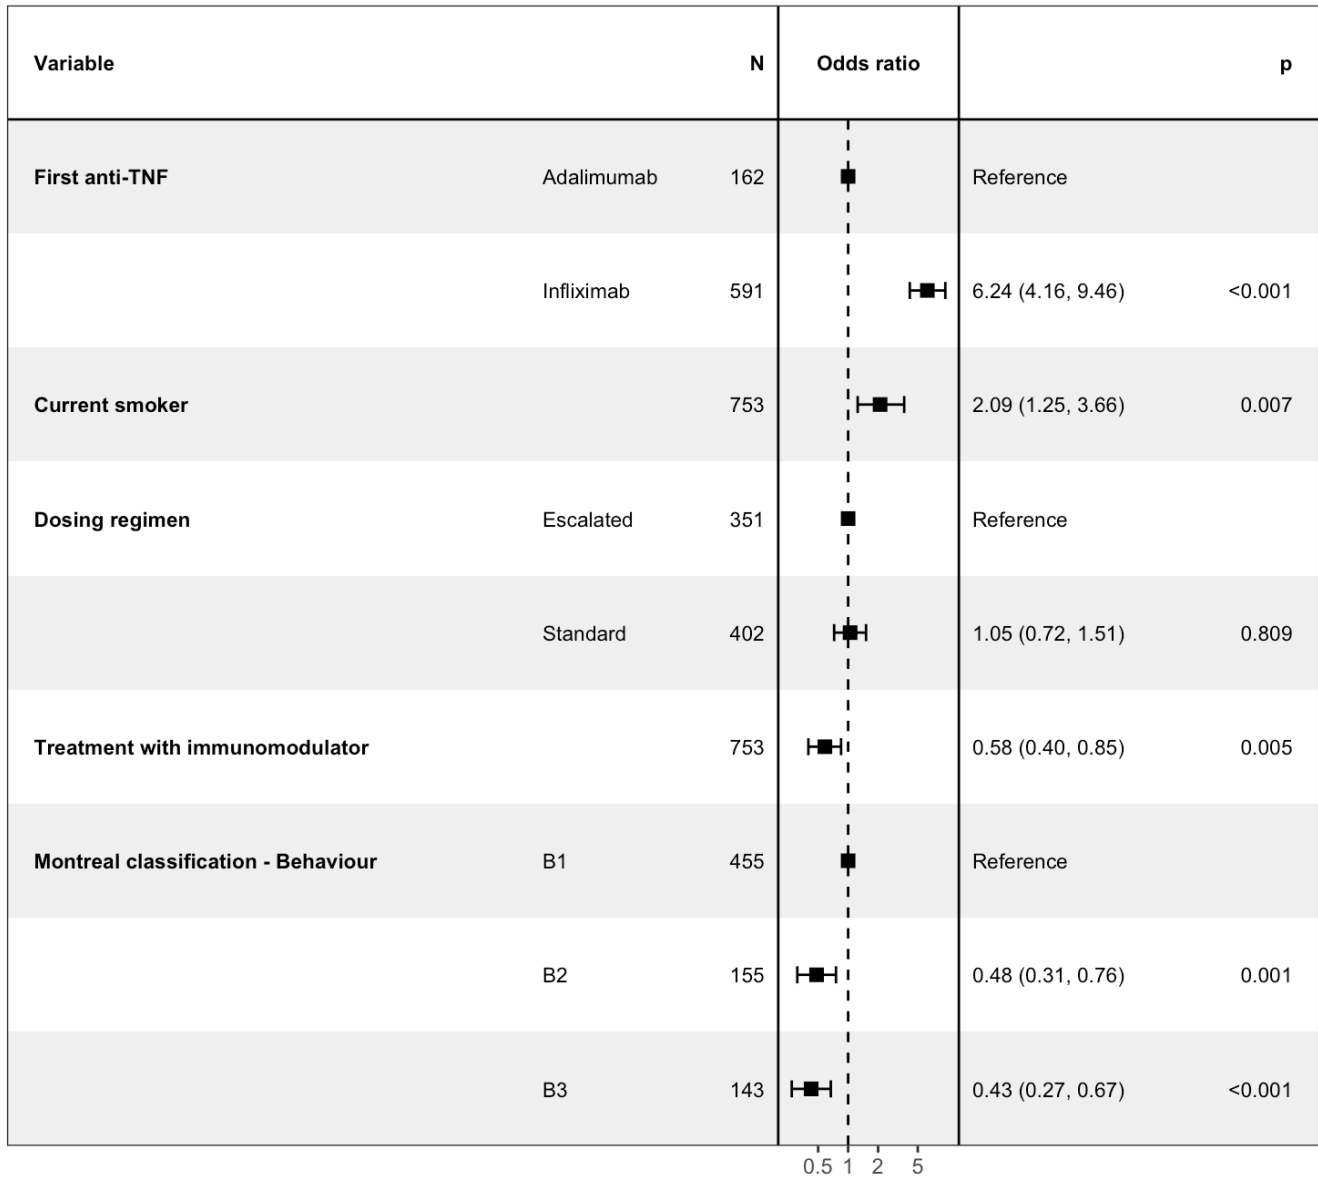 Variable N Odds ratio p
First anti-TNF Adalimumab 162 Reference
Infliximab 591 6.24 (4.16, 9.46) <0.001
Current smoker 753 2.09 (1.25, 3.66) 0.007
Dosing regimen Escalated 351 Reference
Standard 402 1.05 (0.72, 1.51) 0.809
Treatment with immunomodulator 753 0.58 (0.40, 0.85) 0.005
Montreal classification - Behaviour B1 455 Reference
B2 155 0.48 (0.31, 0.76) 0.001
B3 143 0.43 (0.27, 0.67) <0.001
0.5 1 2 5